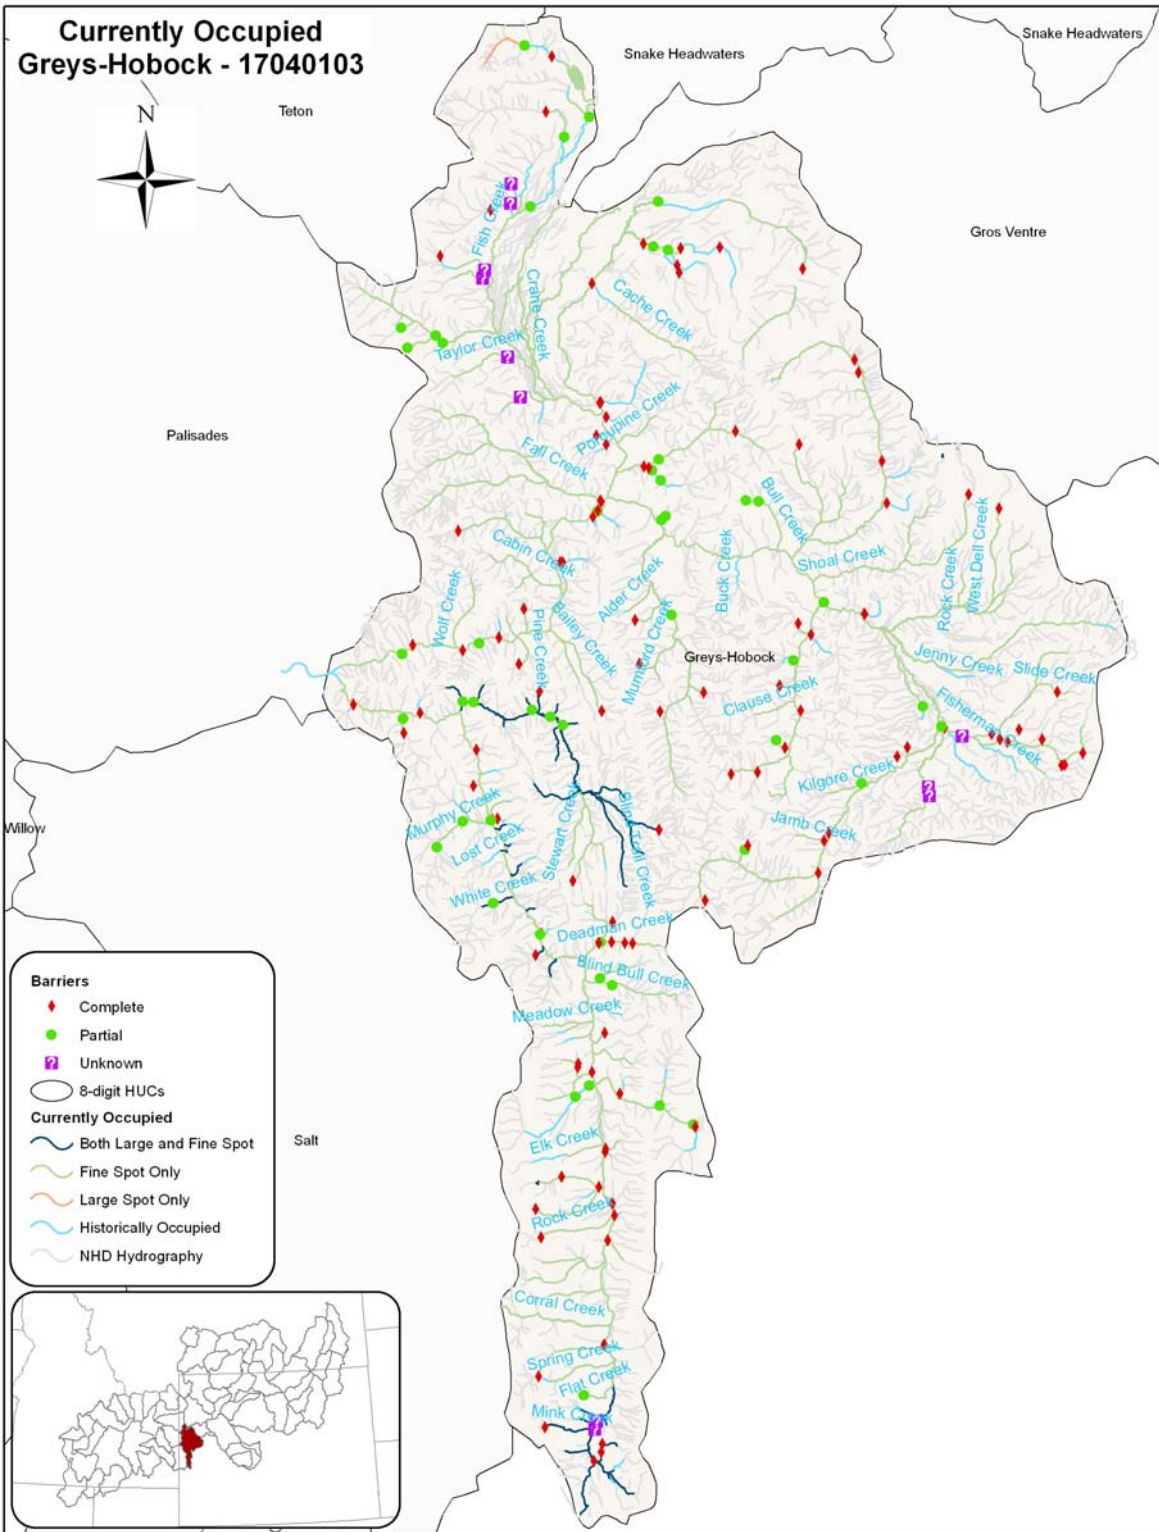 Currently Occupied
Greys-Hobock - 17040103
Snake Headwaters
Snake Headwaters
Teton
N
Gros Ventre
Fish Creek
Crane Creek
Cache Creek
Taylor Creek
Palisades
Porcupine Creek
Fall Creek
Bull Creek
Cabin Creek
Shoal Creek
West Dell Creek
Rock Creek
Buck Creek
Alder Creek
Wolf Creek
Bailey Creek
Pine Creek
Mumford Creek
Greys-Hobock
Jenny Creek
Slide Creek
Clause Creek
Fisherman Creek
Kilgore Creek
Murphy Creek
Stewart Creek
Jamb Creek
Willow
Lost Creek
White Creek
Deadman Creek
Blind Bull Creek
Meadow Creek
Barriers
Complete
Partial
?
Unknown
8-digit HUCs
Currently Occupied
Both Large and Fine Spot
Fine Spot Only
Large Spot Only
Historically Occupied
NHD Hydrography
Salt
Elk Creek
Rock Creek
Corral Creek
Spring Creek
Flat Creek
Mink Creek